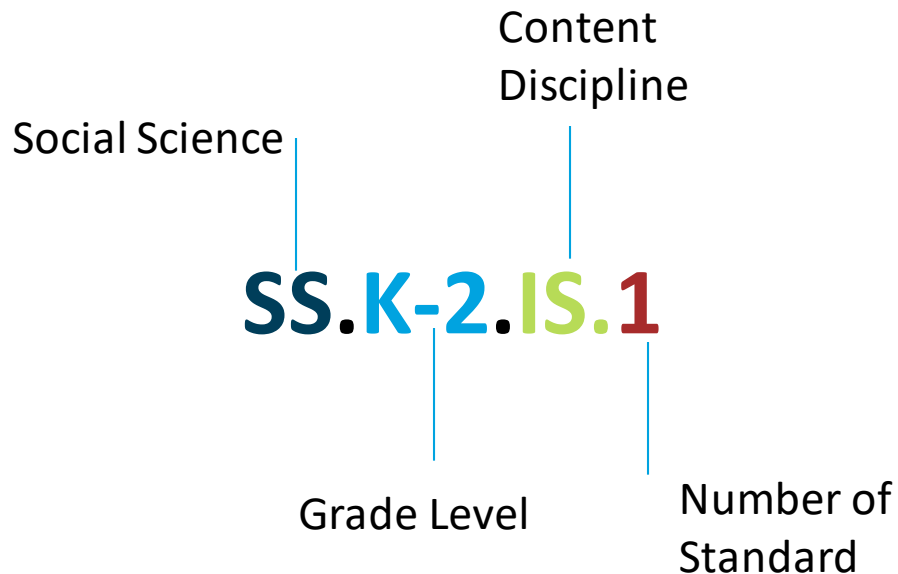 Content
Discipline
Social Science
SS.K-2.IS.1
Grade Level
Number of
Standard